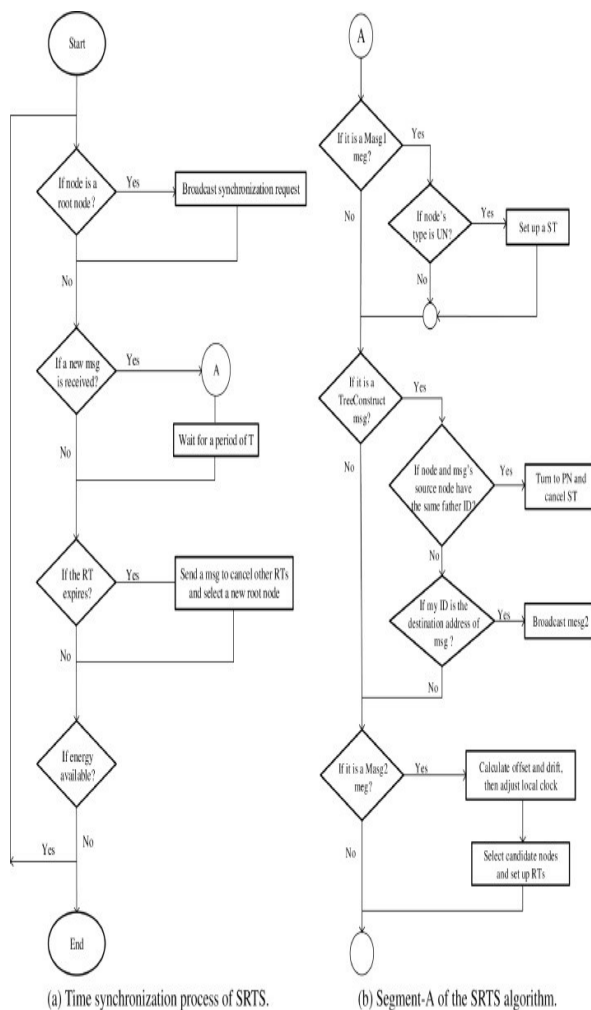 Start
If node is a
root node?
Yes
Broadcast synchronization request
No
If a new msg
is received?
Yes
A
Wait for a period of T
No
If the RT
expires?
Yes
Send a msg to cancel other RTs
and select a new root node
No
If energy
available?
No
Yes
End
(a) Time synchronization process of SRTS.
A
If it is a Masg1
meg?
Yes
No
If node's
type is UN?
Yes
Set up a ST
No
If it is a
TreeConstruct
msg?
Yes
No
If node and msg's
source node have
the same father ID?
Yes
Turn to PN and
cancel ST
No
If my ID is the
destination address of
msg ?
Yes
Broadcast mesg2
No
If it is a Masg2
meg?
Yes
Calculate offset and drift,
then adjust local clock
No
Select candidate nodes
and set up RTs
(b) Segment-A of the SRTS algorithm.